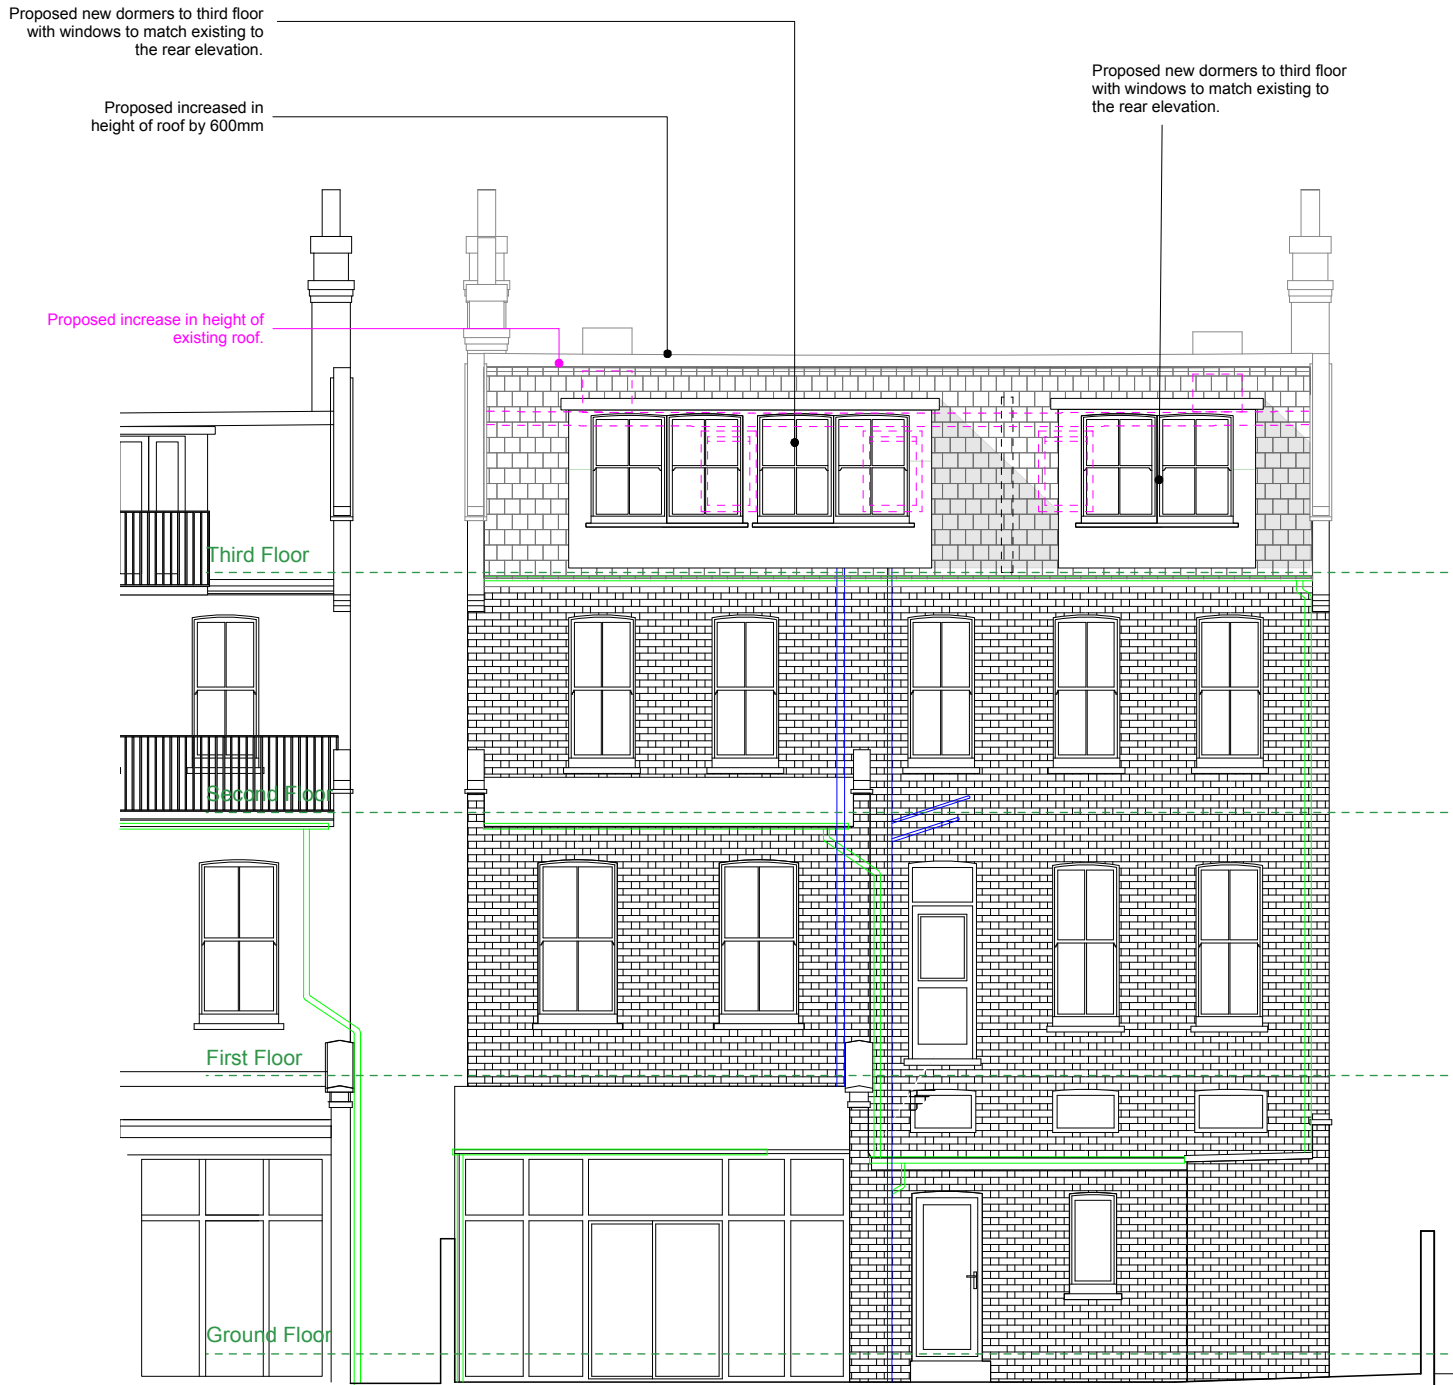 Proposed new dormers to third floor
with windows to match existing to
the rear elevation.
Proposed new dormers to third floor
with windows to match existing to
the rear elevation.
Proposed increased in
height of roof by 600mm
Proposed increase in height of
existing roof.
Third Floor
Second Floor
First Floor
Ground Floor